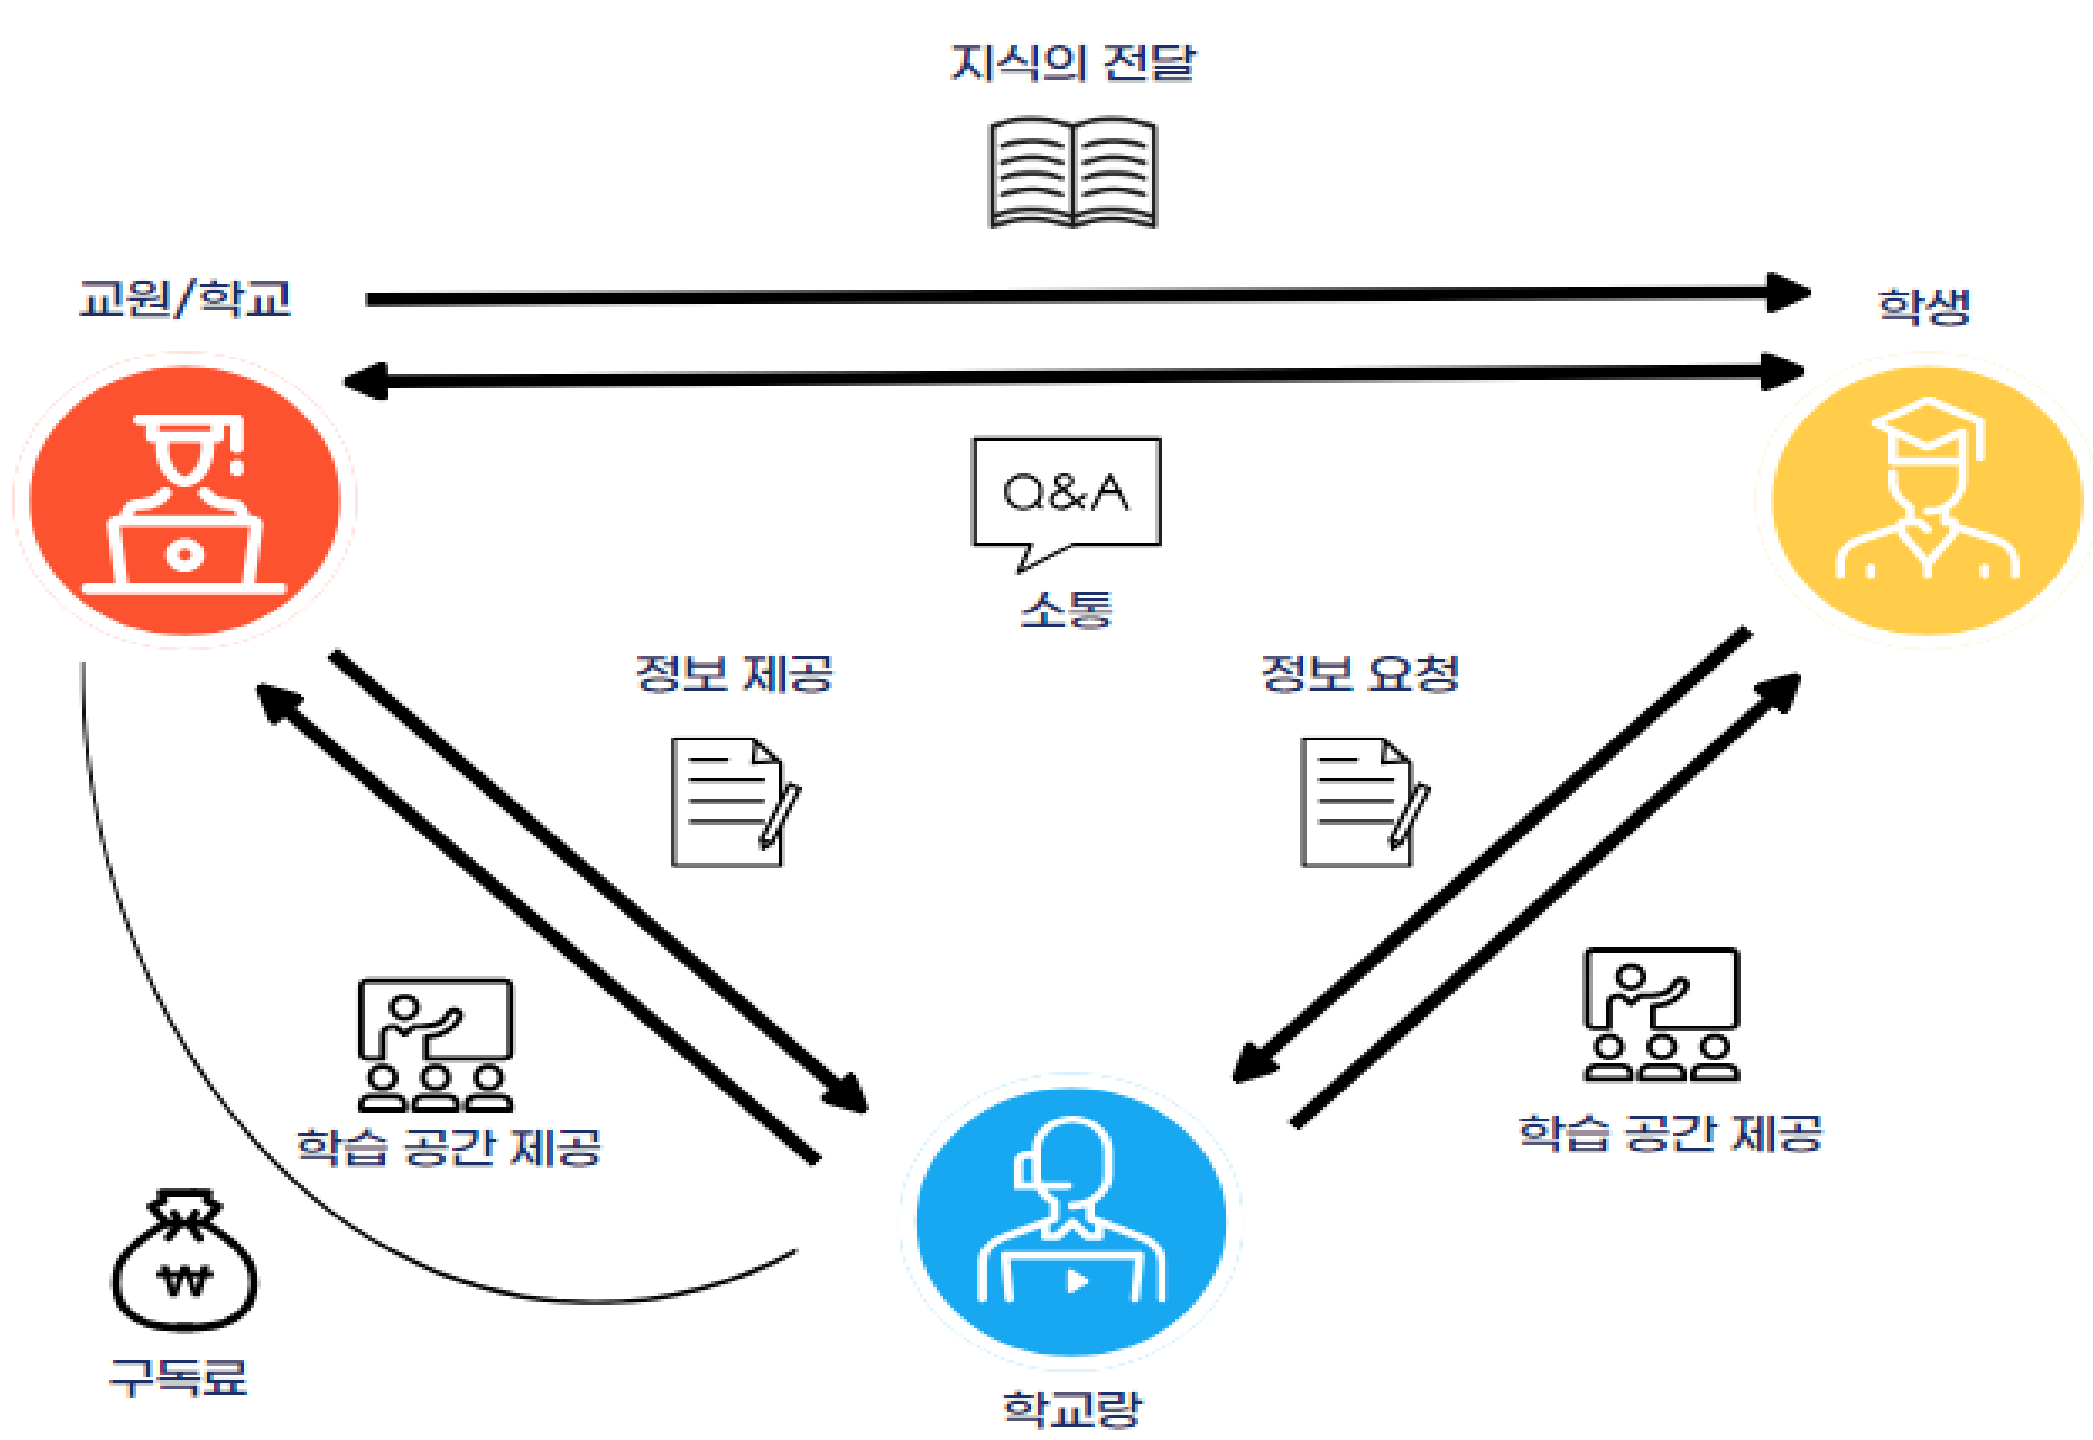 지식의 전달
교원/학교
학생
Q&A
소통
정보 제공
정보 요청
학습 공간 제공
학습 공간 제공
₩
구독료
학교랑